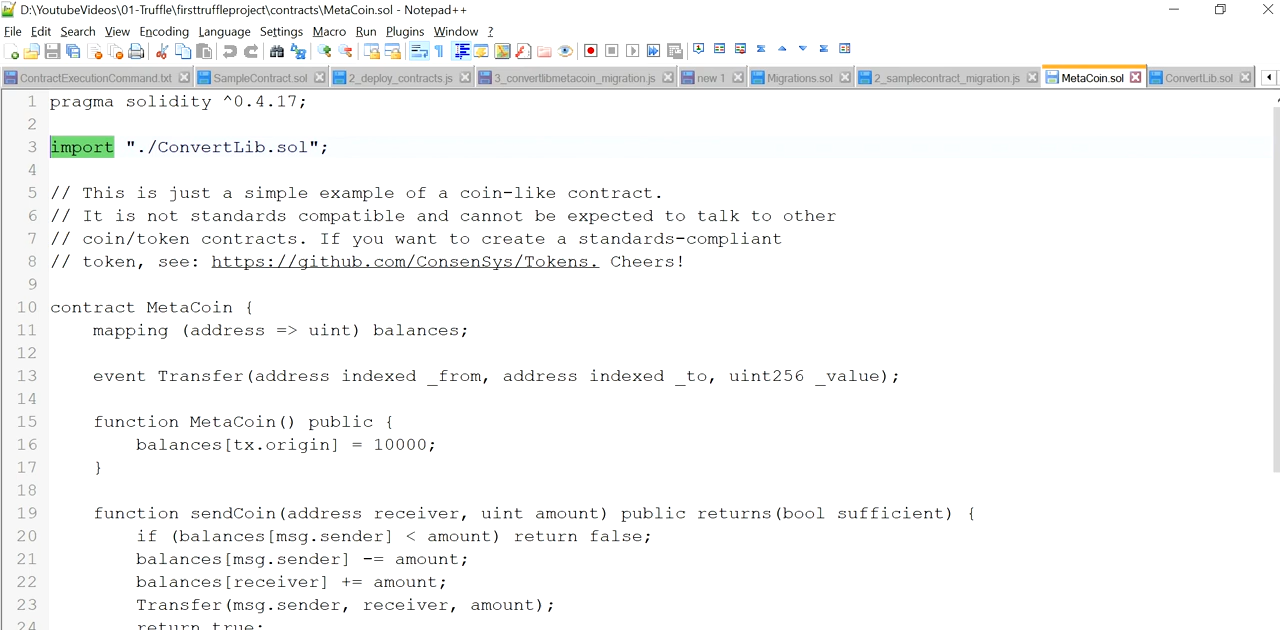 D:\YoutubeVideos\01-Truffle\firsttruffleproject\contracts\MetaCoin.sol - Notepad++
File Edit Search View Encoding Language Settings Macro Run Plugins Window ?
ContractExecutionCommand.txt SampleContract.sol 2_deploy_contracts.js 3_convertlibmetacoin_migration.js new 1 Migrations.sol 2_samplecontract_migration.js MetaCoin.sol ConvertLib.sol
1 pragma solidity ^0.4.17;
2
3 import "./ConvertLib.sol";
4
5 // This is just a simple example of a coin-like contract.
6 // It is not standards compatible and cannot be expected to talk to other
7 // coin/token contracts. If you want to create a standards-compliant
8 // token, see: https://github.com/ConsenSys/Tokens. Cheers!
9
10 contract MetaCoin {
11 mapping (address => uint) balances;
12
13 event Transfer(address indexed _from, address indexed _to, uint256 _value);
14
15 function MetaCoin() public {
16 balances[tx.origin] = 10000;
17 }
18
19 function sendCoin(address receiver, uint amount) public returns(bool sufficient) {
20 if (balances[msg.sender] < amount) return false;
21 balances[msg.sender] -= amount;
22 balances[receiver] += amount;
23 Transfer(msg.sender, receiver, amount);
24 return true;